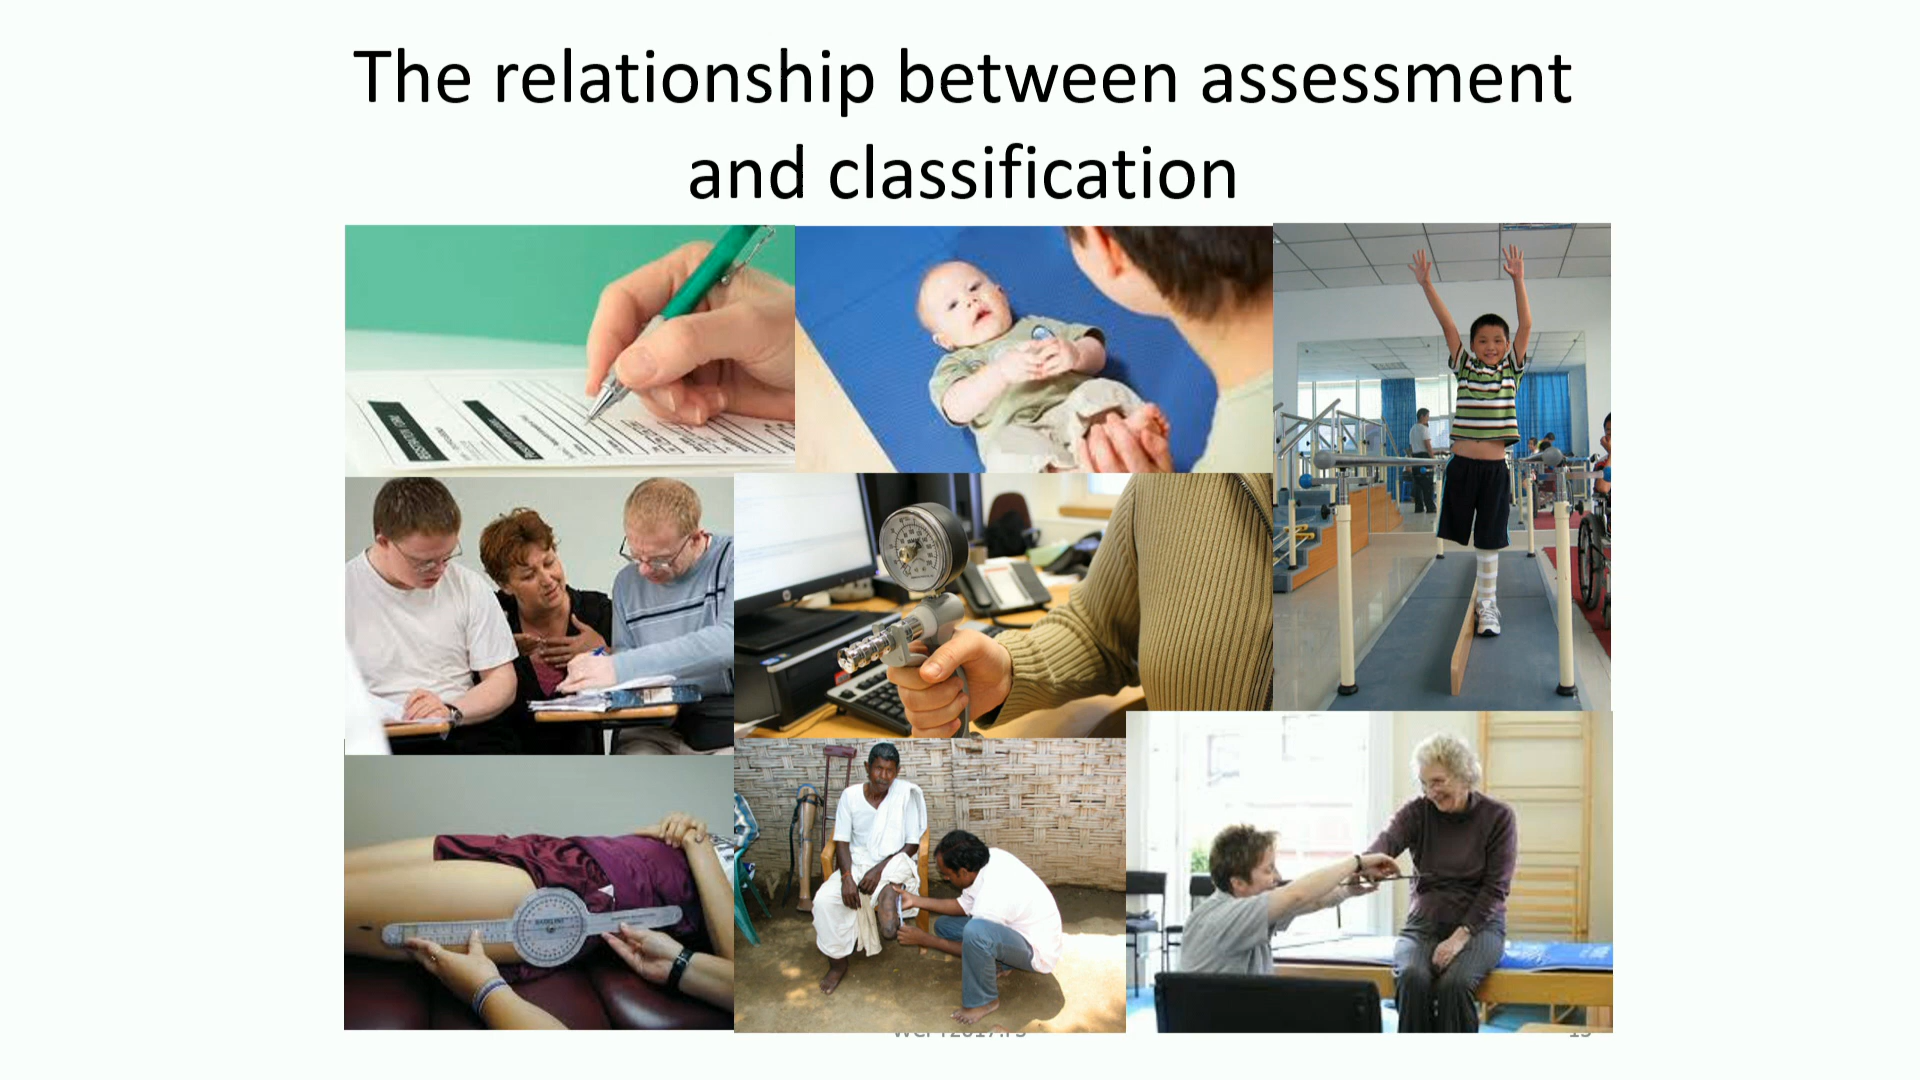 The relationship between assessment
and classification